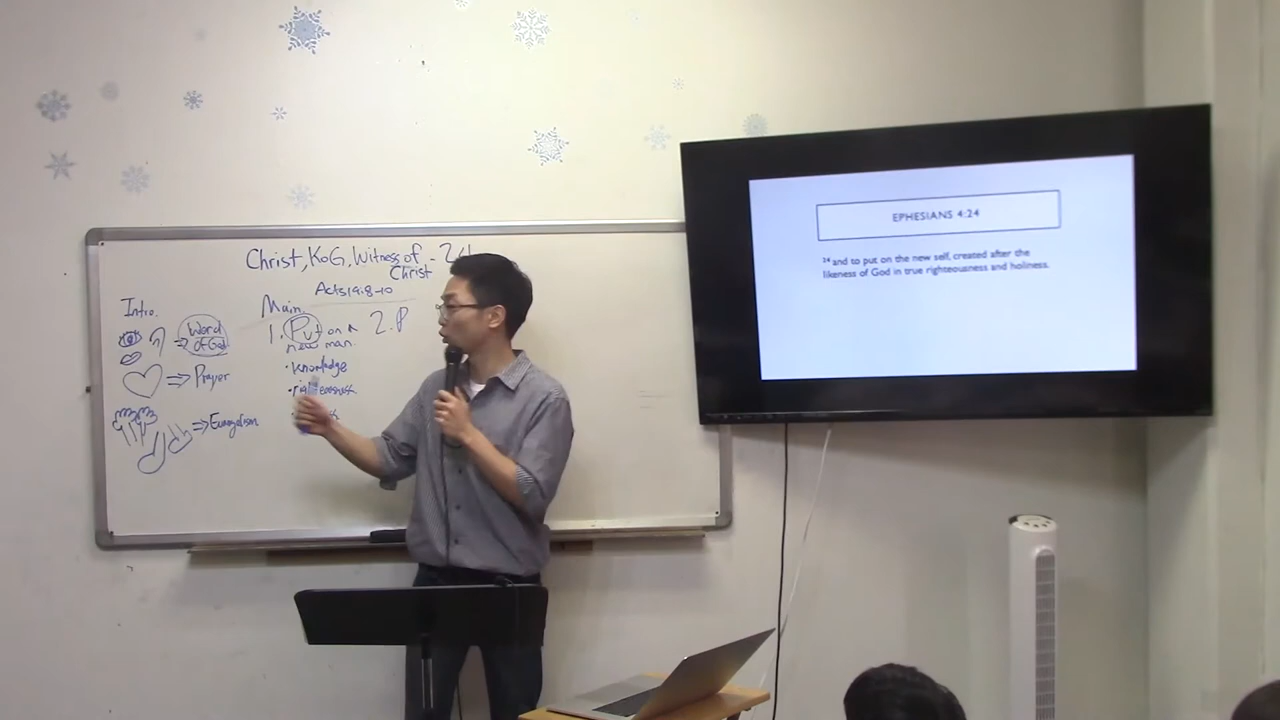 Christ, KoG, Witness of
Christ
Acts 19:8-10
Intro.
Word
of God
⇒ Prayer
⇒ Evangelism
Main
1. Put on a
new man.
• knowledge
2. P
EPHESIANS 4:24
24 and to put on the new self, created after the
likeness of God in true righteousness and holiness.